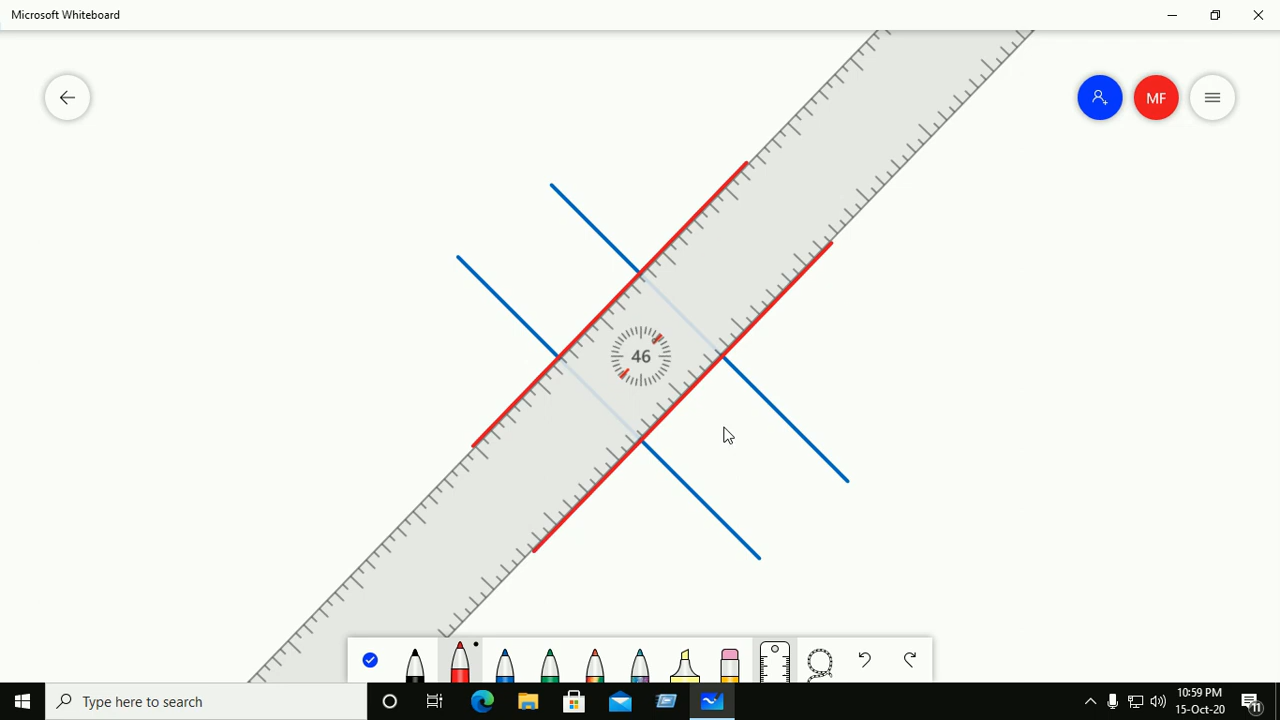 Microsoft Whiteboard
MF
46
Type here to search
10:59 PM
15-Oct-20
11